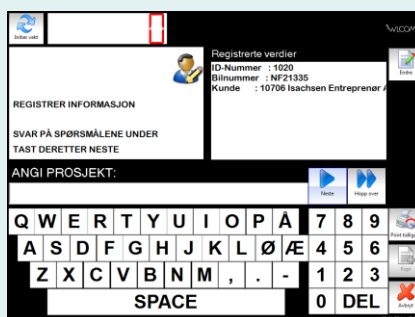 WLCOM
Initier vekt
Registrerte verdier
ID-Nummer : 1020
Bilnummer : NF21335
Kunde : 10706 Isachsen Entreprenør A
Endre
REGISTRER INFORMASJON
SVAR PÅ SPØRSMÅLENE UNDER
TAST DERETTER NESTE
ANGI PROSJEKT:
Neste
Hopp over
Q W E R T Y U I O P Å 7 8 9
A S D F G H J K L Ø Æ 4 5 6
Z X C V B N M , . - 1 2 3
SPACE 0 DEL
Avbryt